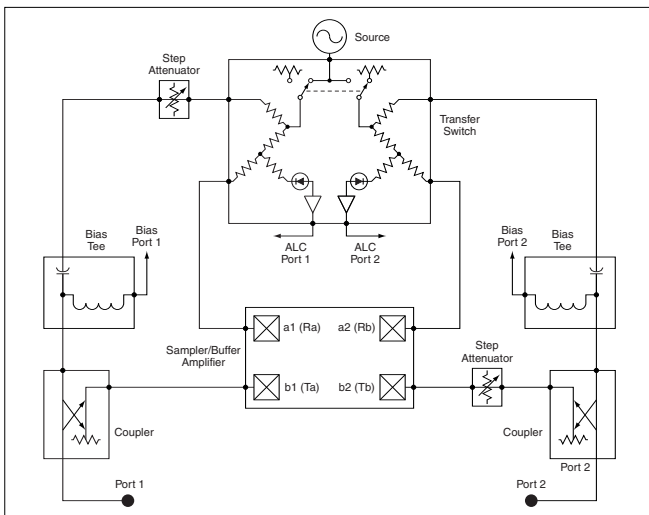 Source
Step
Attenuator
Transfer
Switch
Bias
Tee
Bias
Port 1
ALC
Port 1
ALC
Port 2
Bias
Port 2
Bias
Tee
a1 (Ra)
a2 (Rb)
Sampler/Buffer
Amplifier
Step
Attenuator
b1 (Ta)
b2 (Tb)
Coupler
Coupler
Port 2
Port 1
Port 2